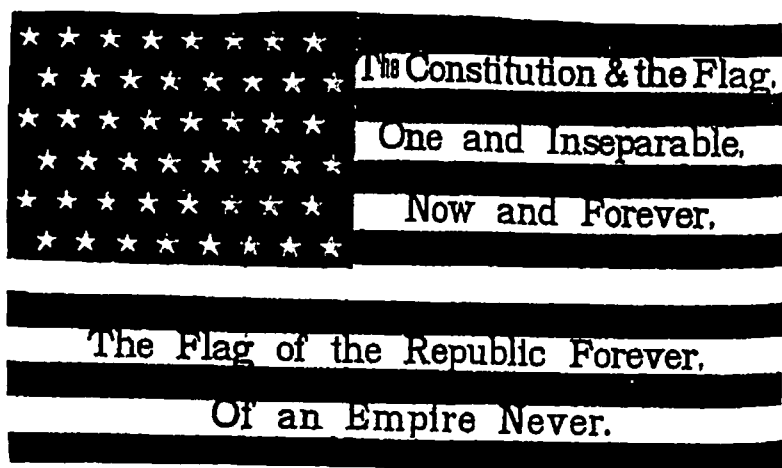 The Constitution & the Flag,
One and Inseparable,
Now and Forever.
The Flag of the Republic Forever,
Of an Empire Never.